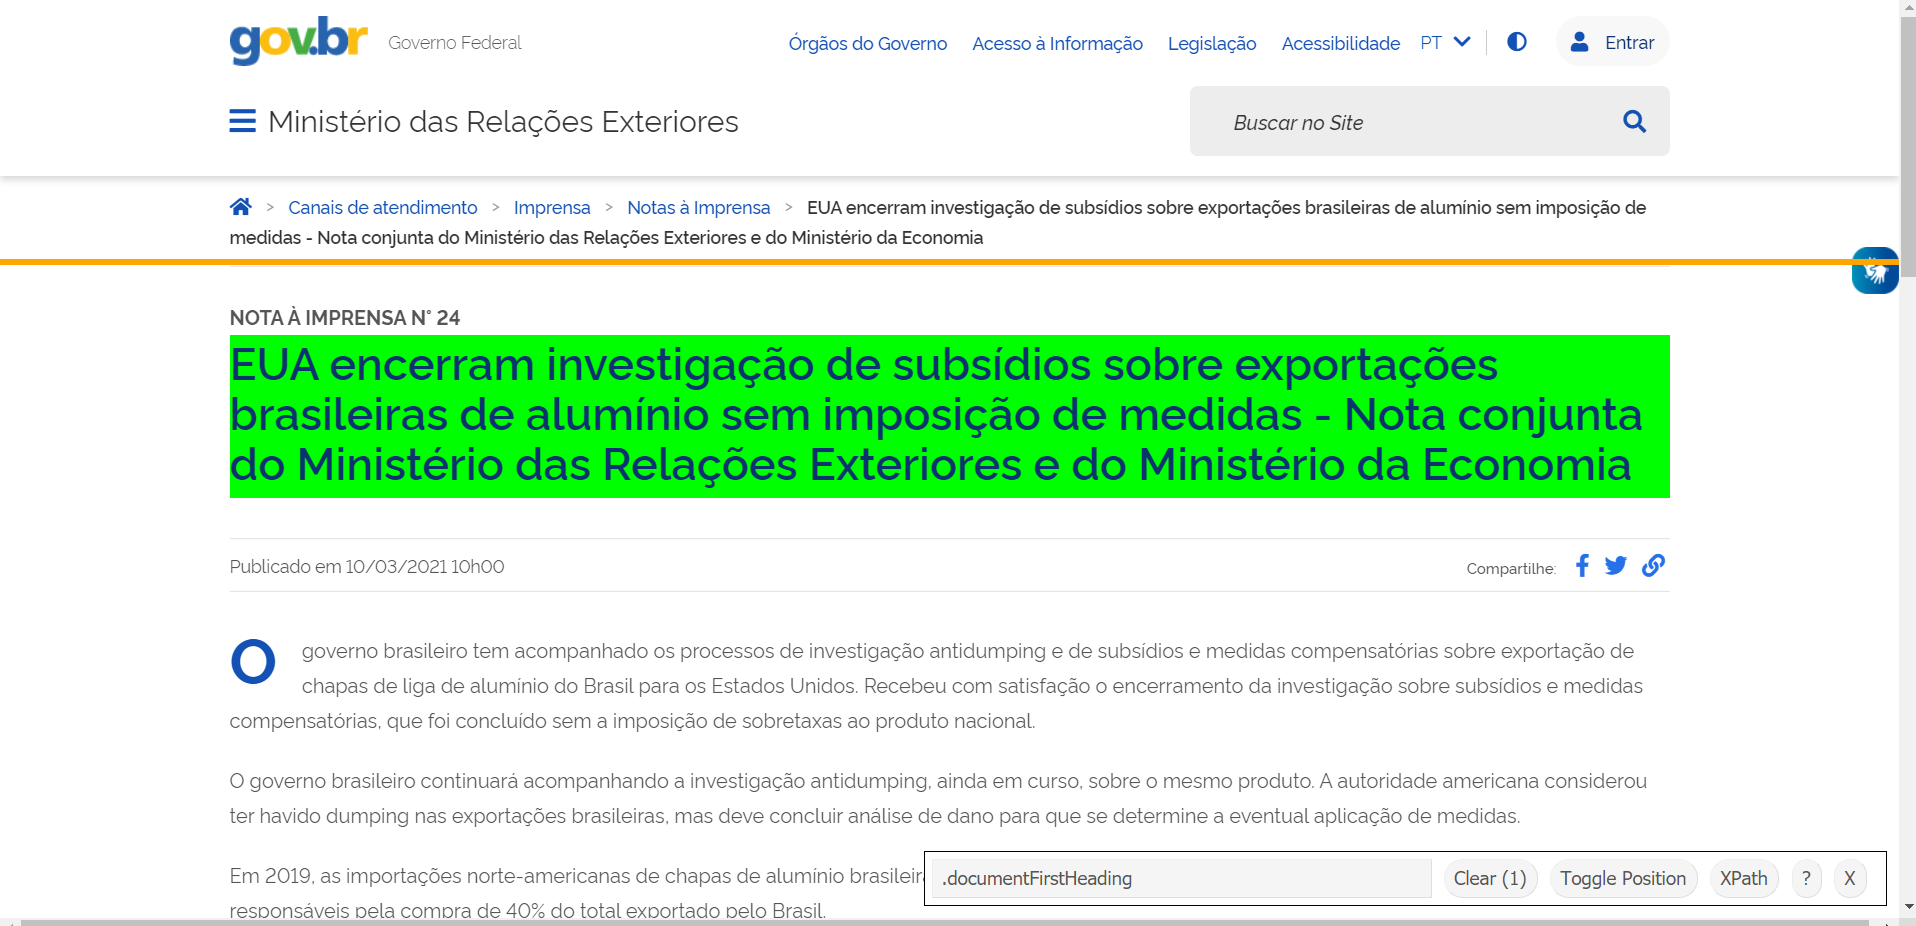 gov.br Governo Federal
Órgãos do Governo Acesso à Informação Legislação Acessibilidade PT Entrar
Ministério das Relações Exteriores
Buscar no Site
> Canais de atendimento > Imprensa > Notas à Imprensa > EUA encerram investigação de subsídios sobre exportações brasileiras de alumínio sem imposição de
medidas - Nota conjunta do Ministério das Relações Exteriores e do Ministério da Economia
NOTA À IMPRENSA N° 24
EUA encerram investigação de subsídios sobre exportações
brasileiras de alumínio sem imposição de medidas - Nota conjunta
do Ministério das Relações Exteriores e do Ministério da Economia
Publicado em 10/03/2021 10h00
Compartilhe:
O governo brasileiro tem acompanhado os processos de investigação antidumping e de subsídios e medidas compensatórias sobre exportação de
chapas de liga de alumínio do Brasil para os Estados Unidos. Recebeu com satisfação o encerramento da investigação sobre subsídios e medidas
compensatórias, que foi concluído sem a imposição de sobretaxas ao produto nacional.
O governo brasileiro continuará acompanhando a investigação antidumping, ainda em curso, sobre o mesmo produto. A autoridade americana considerou
ter havido dumping nas exportações brasileiras, mas deve concluir análise de dano para que se determine a eventual aplicação de medidas.
Em 2019, as importações norte-americanas de chapas de alumínio
responsáveis pela compra de 40% do total exportado pelo Brasil.
.documentFirstHeading Clear (1) Toggle Position XPath ? X